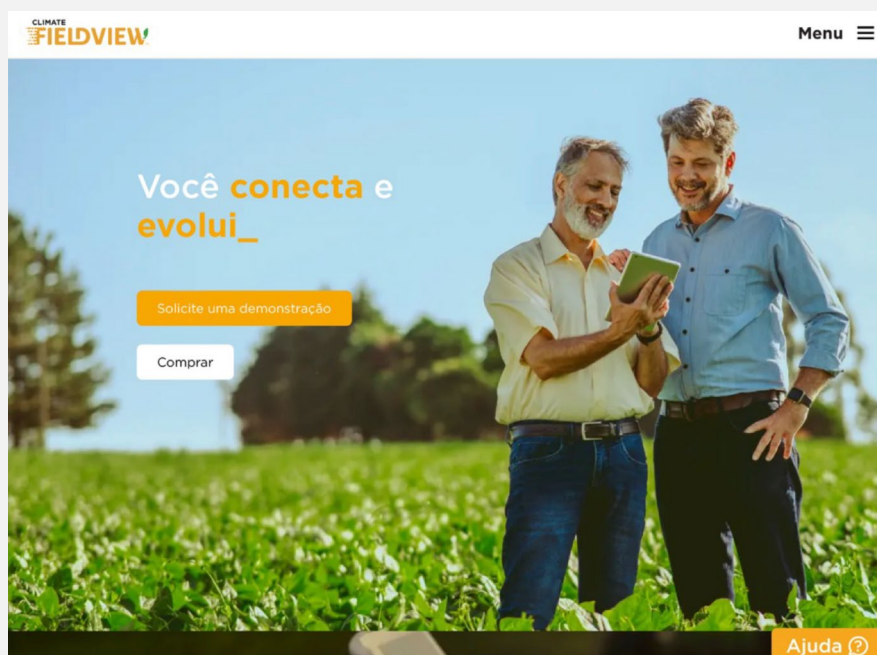 CLIMATE
FIELDVIEW
Menu
Você conecta e
evolui_
Solicite uma demonstração
Comprar
Ajuda